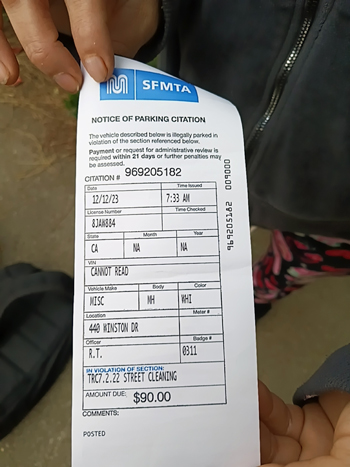 SFMTA
NOTICE OF PARKING CITATION
The vehicle described below is illegally parked in
violation of the section referenced below.
Payment or request for administrative review is
required within 21 days or further penalties may
be assessed.
CITATION # 969205182
Date Time Issued
12/12/23 7:33 AM
License Number Time Checked
8JAW884
State Month Year
CA NA NA
VIN
CANNOT READ
Vehicle Make Body Color
MISC MH WHI
Location Meter #
440 WINSTON DR
Officer Badge #
R.T. 0311
IN VIOLATION OF SECTION:
TRC7.2.22 STREET CLEANING
AMOUNT DUE: $90.00
COMMENTS:
POSTED
969205182 009000